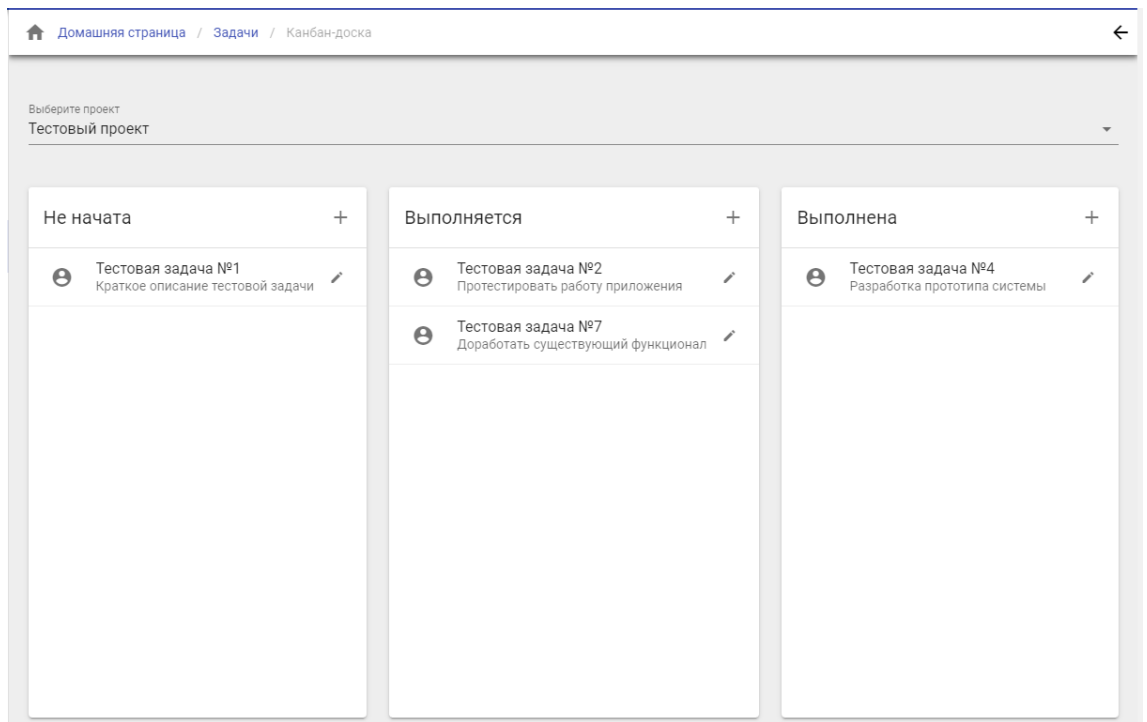 Домашняя страница / Задачи / Канбан-доска
Выберите проект
Тестовый проект
Не начата
Тестовая задача №1
Краткое описание тестовой задачи
Выполняется
Тестовая задача №2
Протестировать работу приложения
Тестовая задача №7
Доработать существующий функционал
Выполнена
Тестовая задача №4
Разработка прототипа системы